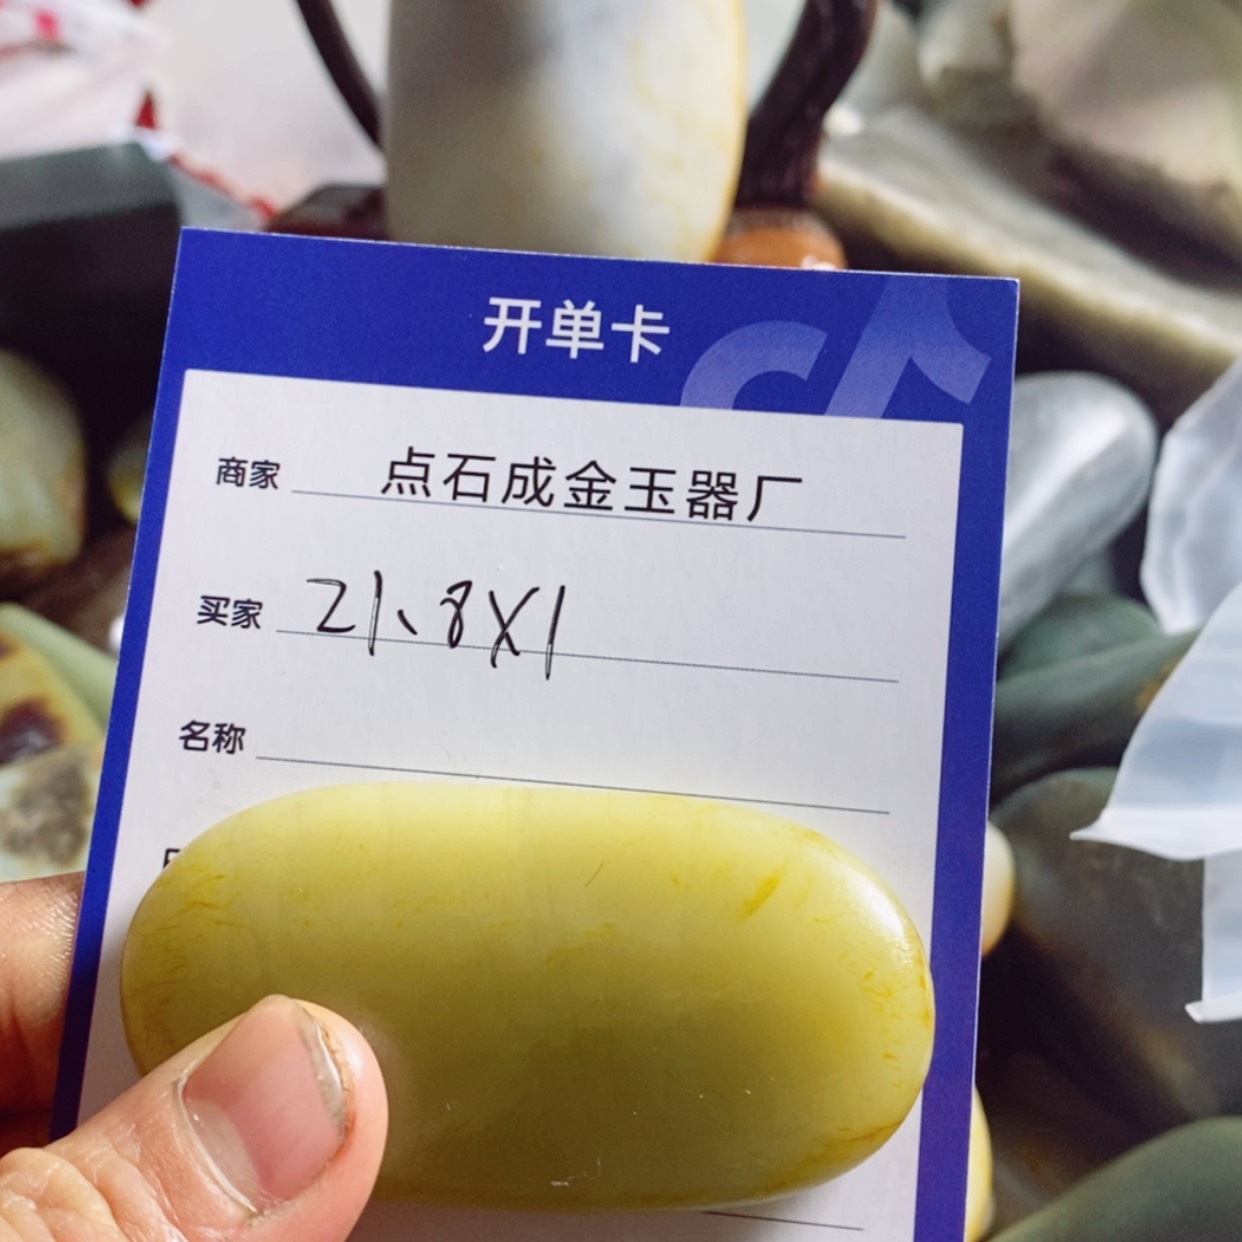 开单卡
商家 点石成金玉器厂
买家 21、8X1
名称